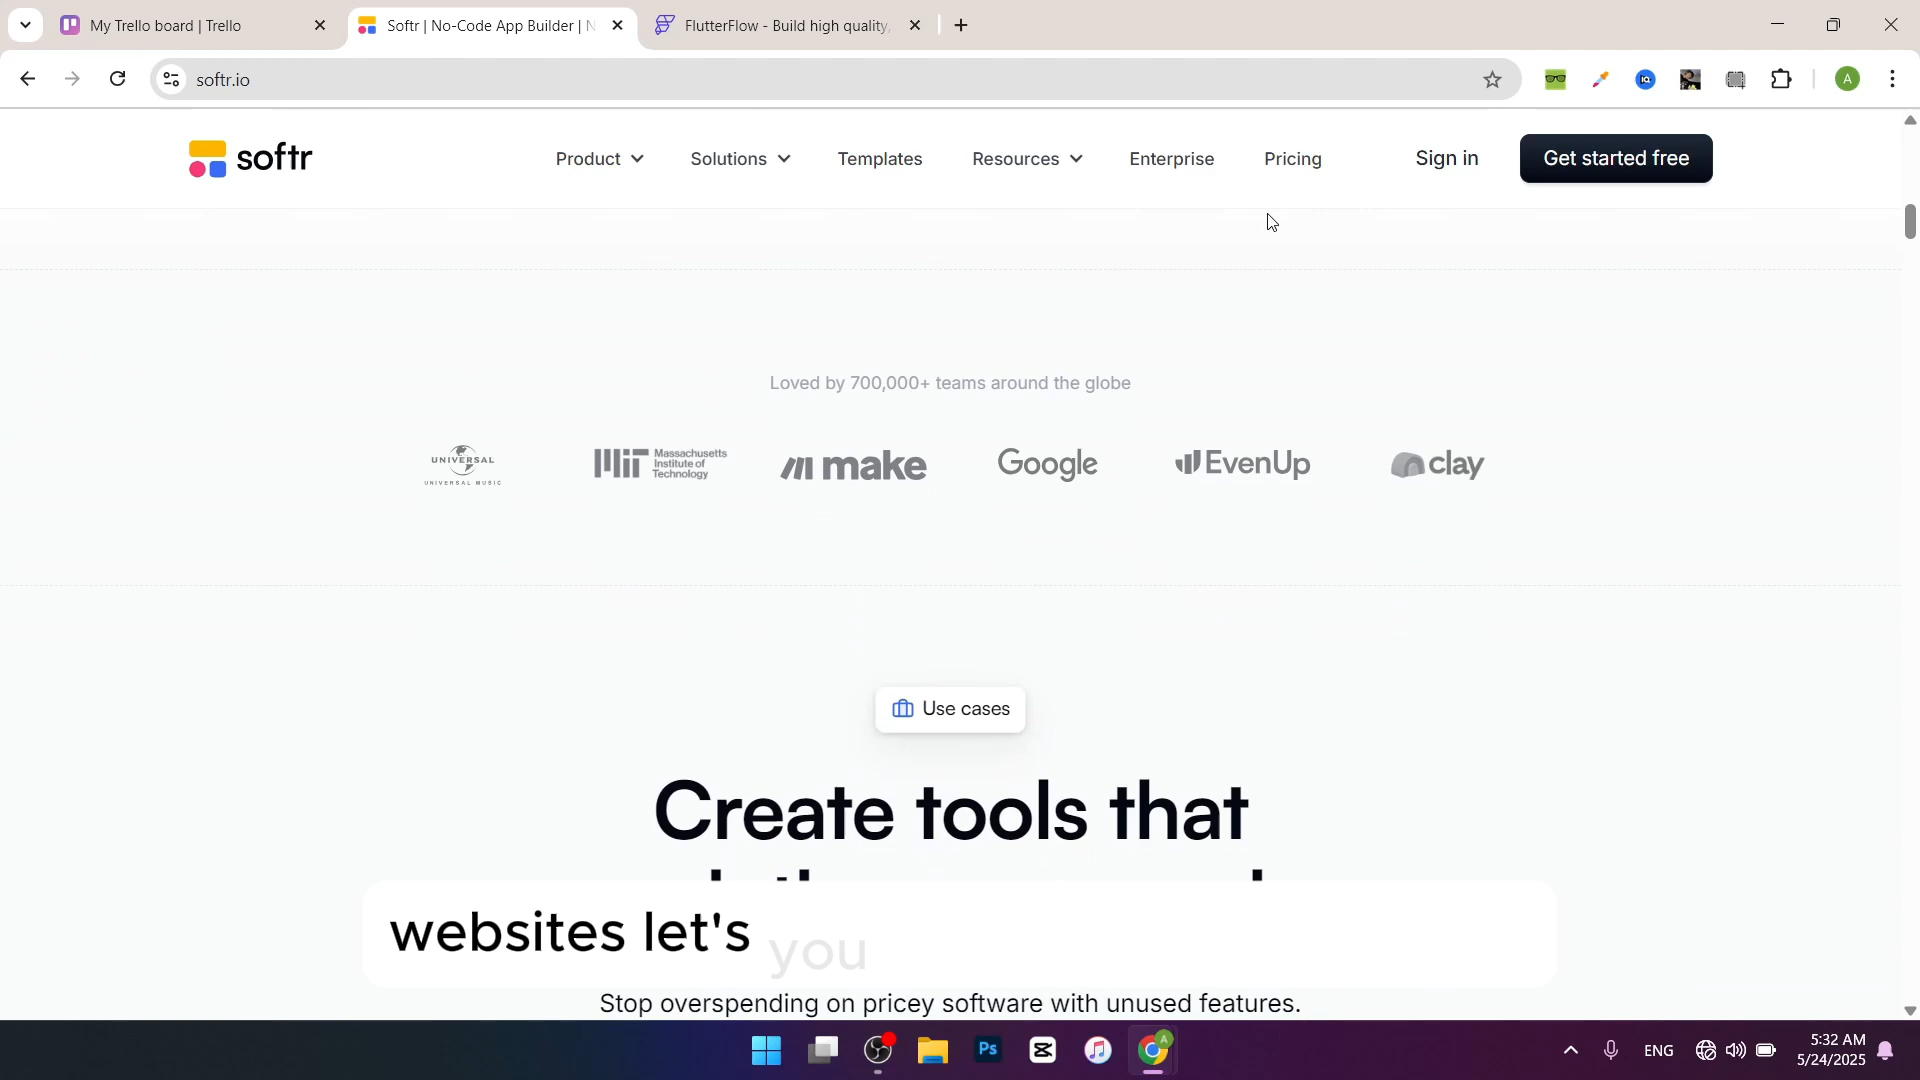 My Trello board | Trello
Softr | No-Code App Builder | N
FlutterFlow - Build high quality,
softr.io
A
softr
Product
Solutions
Templates
Resources
Enterprise
Pricing
Sign in
Get started free
Loved by 700,000+ teams around the globe
UNIVERSAL
UNIVERSAL MUSIC
MIT Massachusetts
Institute of
Technology
make
Google
EvenUp
clay
Use cases
Create tools that
websites let's you
Stop overspending on pricey software with unused features.
Ps
A
ENG
5:32 AM
5/24/2025